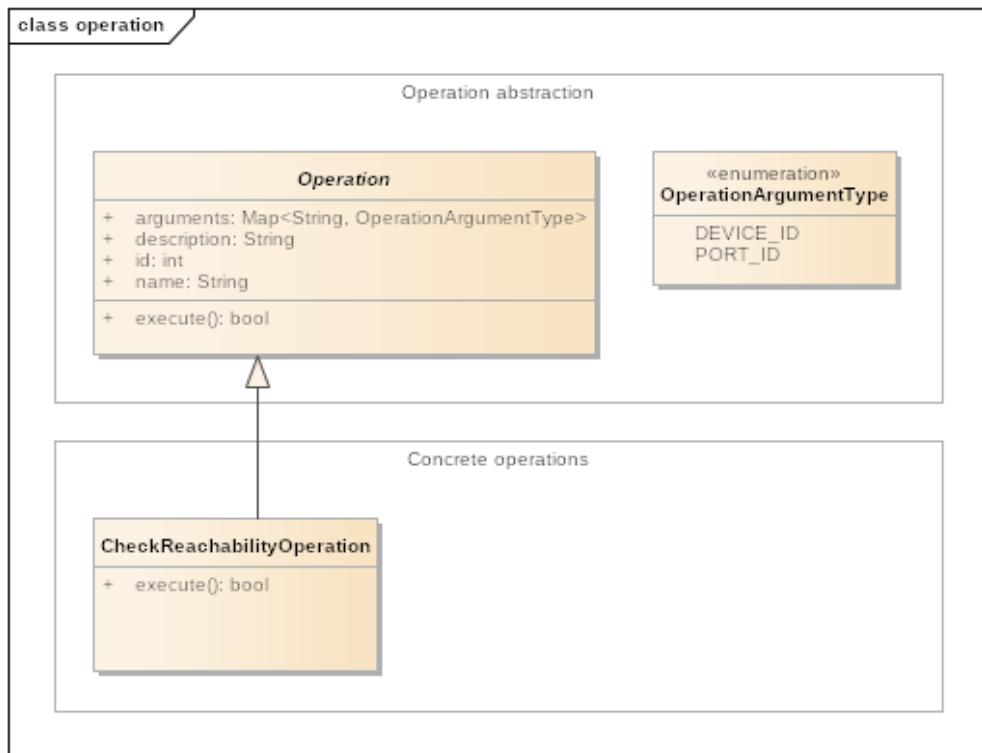 class operation
Operation abstraction
Operation
+ arguments: Map<String, OperationArgumentType>
+ description: String
+ id: int
+ name: String
+ execute(): bool
«enumeration»
OperationArgumentType
DEVICE_ID
PORT_ID
Concrete operations
CheckReachabilityOperation
+ execute(): bool